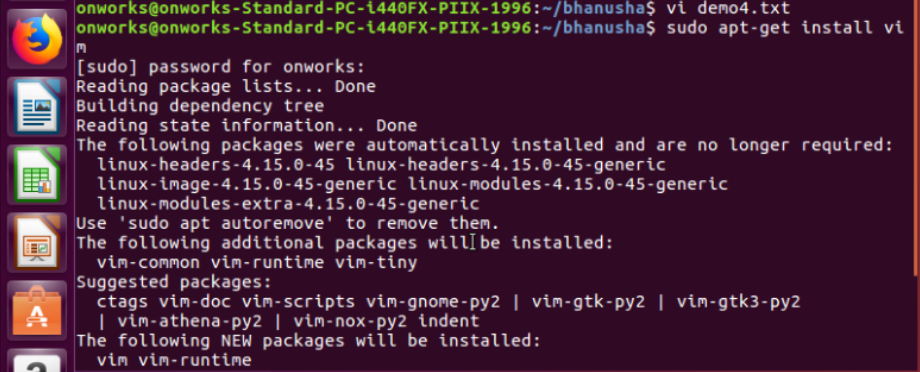 onworks@onworks-Standard-PC-i440FX-PIIX-1996:~/bhanusha$ vi demo4.txt
onworks@onworks-Standard-PC-i440FX-PIIX-1996:~/bhanusha$ sudo apt-get install vi
m
[sudo] password for onworks:
Reading package lists... Done
Building dependency tree
Reading state information... Done
The following packages were automatically installed and are no longer required:
  linux-headers-4.15.0-45 linux-headers-4.15.0-45-generic
  linux-image-4.15.0-45-generic linux-modules-4.15.0-45-generic
  linux-modules-extra-4.15.0-45-generic
Use 'sudo apt autoremove' to remove them.
The following additional packages will be installed:
  vim-common vim-runtime vim-tiny
Suggested packages:
  ctags vim-doc vim-scripts vim-gnome-py2 | vim-gtk-py2 | vim-gtk3-py2
  | vim-athena-py2 | vim-nox-py2 indent
The following NEW packages will be installed:
  vim vim-runtime